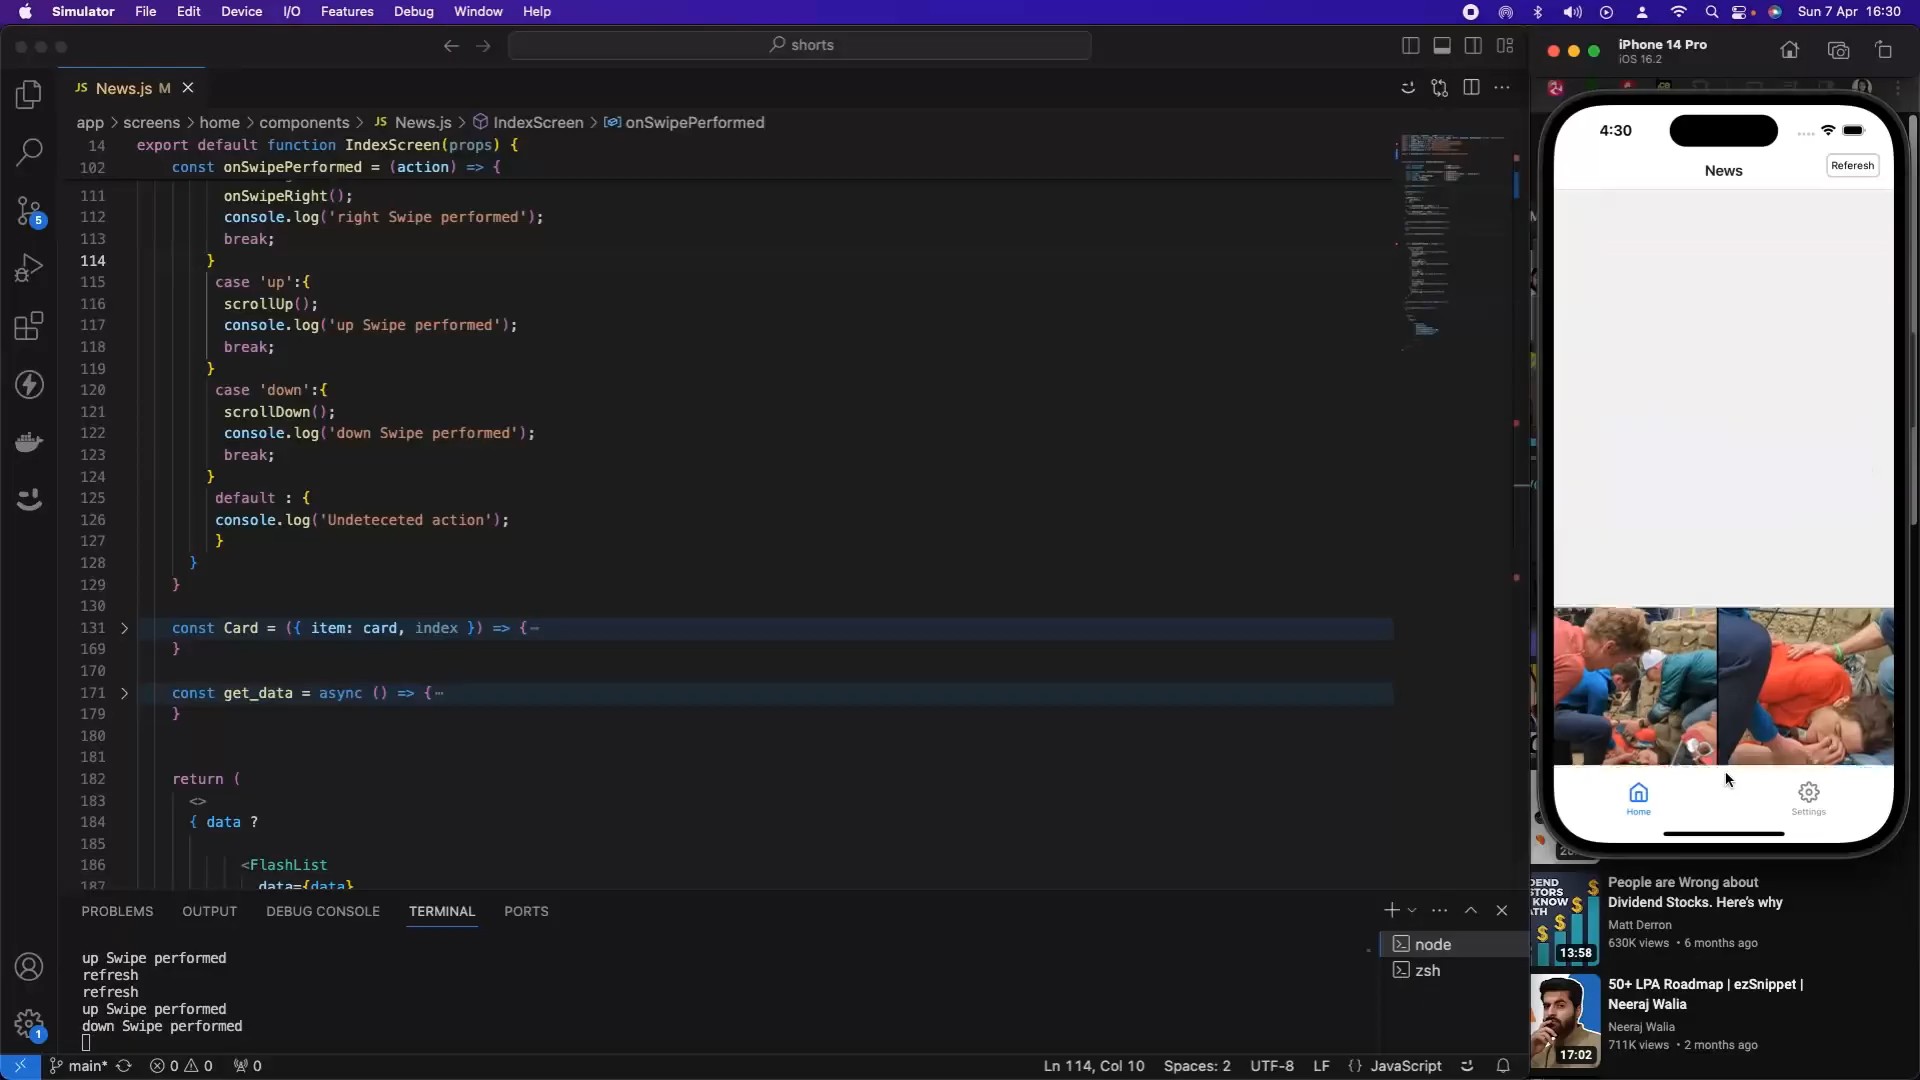 Simulator File Edit Device I/O Features Debug Window Help Sun 7 Apr 16:30
shorts
JS News.js M
app > screens > home > components > JS News.js > IndexScreen > onSwipePerformed
14 export default function IndexScreen(props) {
102 const onSwipePerformed = (action) => {
111 onSwipeRight();
112 console.log('right Swipe performed');
113 break;
114 }
115 case 'up':{
116 scrollUp();
117 console.log('up Swipe performed');
118 break;
119 }
120 case 'down':{
121 scrollDown();
122 console.log('down Swipe performed');
123 break;
124 }
125 default : {
126 console.log('Undeteceted action');
127 }
128 }
129 }
130
131 const Card = ({ item: card, index }) => {⋯
169 }
170
171 const get_data = async () => {⋯
179 }
180
181
182 return (
183 <>
184 { data ?
185
186 <FlashList
187 data={data}
PROBLEMS OUTPUT DEBUG CONSOLE TERMINAL PORTS
up Swipe performed
refresh
refresh
up Swipe performed
down Swipe performed
node
zsh
5
1
main* 0 0 0 Ln 114, Col 10 Spaces: 2 UTF-8 LF {} JavaScript
iPhone 14 Pro
iOS 16.2
4:30
News
Referesh
Home
Settings
People are Wrong about
Dividend Stocks. Here's why
Matt Derron
630K views • 6 months ago
13:58
50+ LPA Roadmap | ezSnippet |
Neeraj Walia
Neeraj Walia
711K views • 2 months ago
17:02